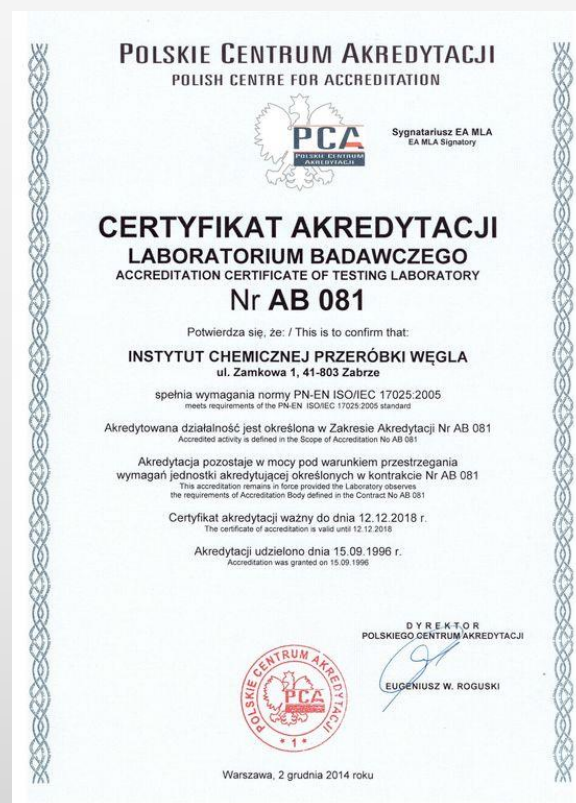 POLSKIE CENTRUM AKREDYTACJI
POLISH CENTRE FOR ACCREDITATION
PCA
POLSKIE CENTRUM
AKREDYTACJI
Sygnatariusz EA MLA
EA MLA Signatory
CERTYFIKAT AKREDYTACJI
LABORATORIUM BADAWCZEGO
ACCREDITATION CERTIFICATE OF TESTING LABORATORY
Nr AB 081
Potwierdza się, że: / This is to confirm that:
INSTYTUT CHEMICZNEJ PRZERÓBKI WĘGLA
ul. Zamkowa 1, 41-803 Zabrze
spełnia wymagania normy PN-EN ISO/IEC 17025:2005
meets requirements of the PN-EN ISO/IEC 17025:2005 standard
Akredytowana działalność jest określona w Zakresie Akredytacji Nr AB 081
Accredited activity is defined in the Scope of Accreditation No AB 081
Akredytacja pozostaje w mocy pod warunkiem przestrzegania
wymagań jednostki akredytującej określonych w kontrakcie Nr AB 081
This accreditation remains in force provided the Laboratory observes
the requirements of Accreditation Body defined in the Contract No AB 081
Certyfikat akredytacji ważny do dnia 12.12.2018 r.
The certificate of accreditation is valid until 12.12.2018
Akredytacji udzielono dnia 15.09.1996 r.
Accreditation was granted on 15.09.1996
DYREKTOR
POLSKIEGO CENTRUM AKREDYTACJI
EUGENIUSZ W. ROGUSKI
POLSKIE CENTRUM AKREDYTACJI
PCA
* 1 *
Warszawa, 2 grudnia 2014 roku